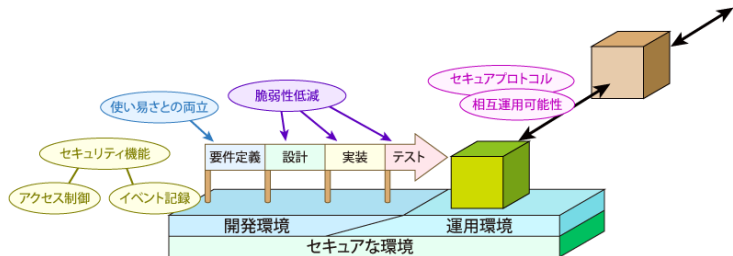 セキュアプロトコル
相互運用可能性
使い易さとの両立
脆弱性低減
セキュリティ機能
アクセス制御
イベント記録
要件定義
設計
実装
テスト
開発環境
運用環境
セキュアな環境